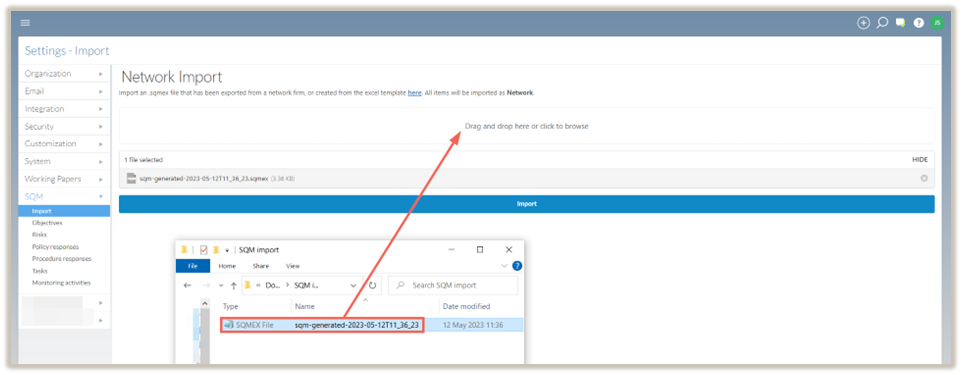 JS
Settings - Import
Organization
Email
Integration
Security
Customization
System
Working Papers
SQM
Import
Objectives
Risks
Policy responses
Procedure responses
Tasks
Monitoring activities
Network Import
Import an .sqmex file that has been exported from a network firm, or created from the excel template here. All items will be imported as Network.
Drag and drop here or click to browse
1 file selected
HIDE
sqm-generated-2023-05-12T11_36_23.sqmex (3.38 KB)
Import
SQM import
File Home Share View
« Do... > SQM i... Search SQM import
Type Name Date modified
SQMEX File sqm-generated-2023-05-12T11_36_23 12 May 2023 11:36